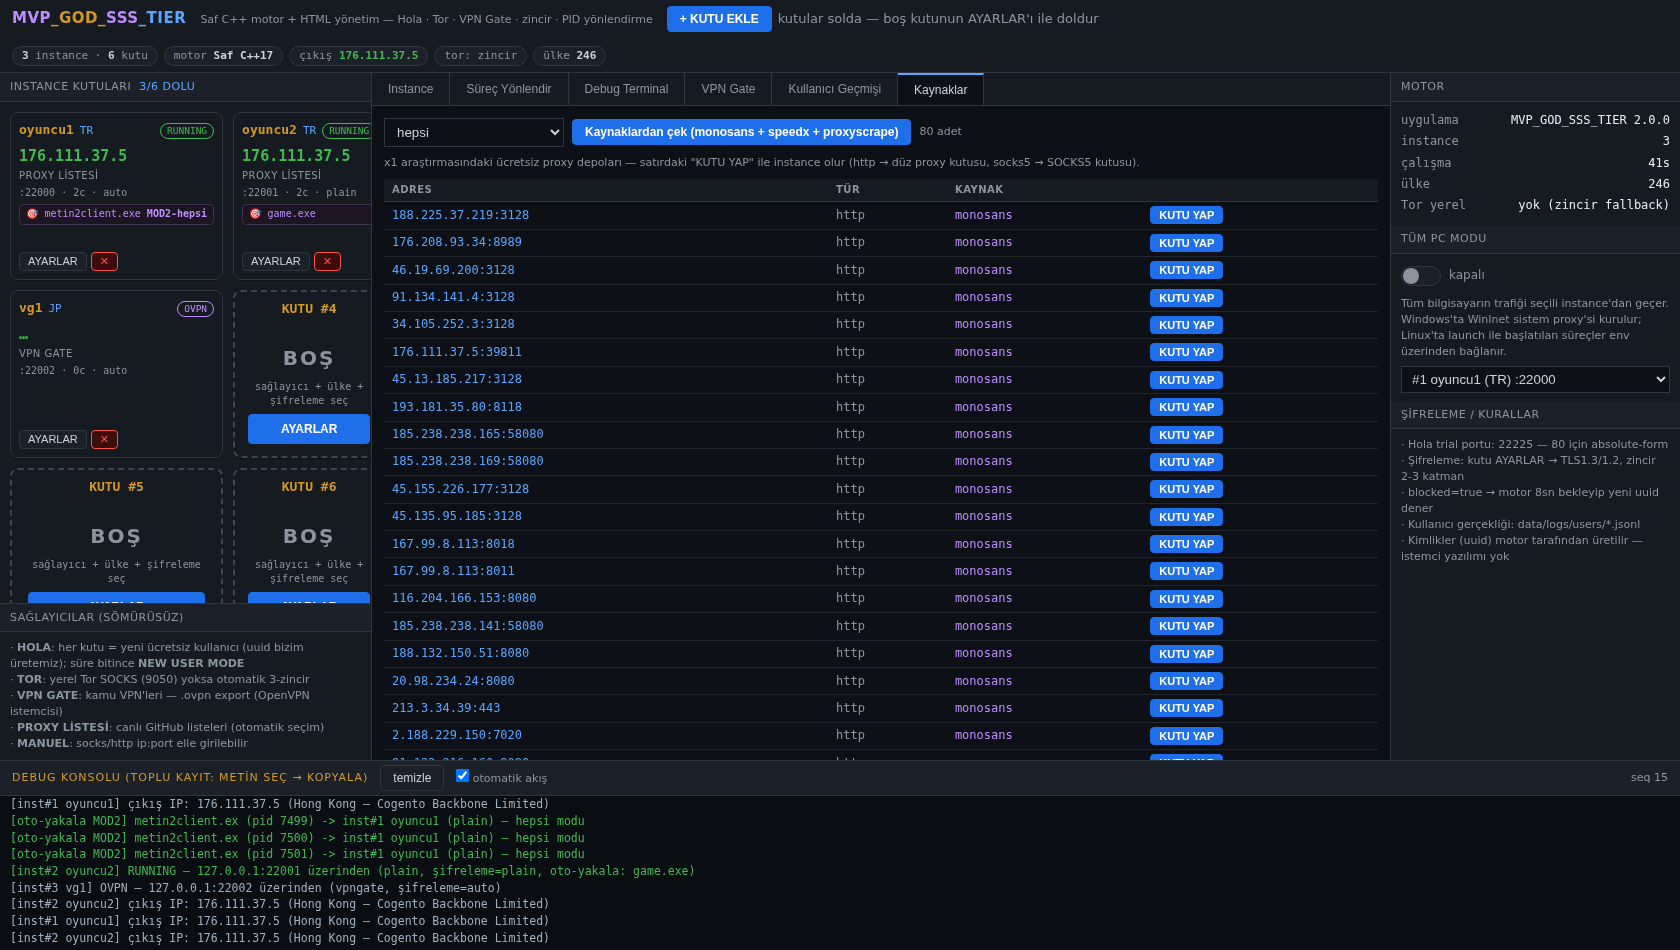 MVP_GOD_SSS_TIER Saf C++ motor + HTML yönetim — Hola · Tor · VPN Gate · zincir · PID yönlendirme + KUTU EKLE kutular solda — boş kutunun AYARLAR'ı ile doldur
3 instance · 6 kutu motor Saf C++17 çıkış 176.111.37.5 tor: zincir ülke 246
INSTANCE KUTULARI 3/6 DOLU
oyuncu1 TR RUNNING
176.111.37.5
PROXY LİSTESİ
:22000 · 2c · auto
🎯 metin2client.exe MOD2-hepsi
AYARLAR ✕
oyuncu2 TR RUNNING
176.111.37.5
PROXY LİSTESİ
:22001 · 2c · plain
🎯 game.exe
AYARLAR ✕
vg1 JP OVPN
…
VPN GATE
:22002 · 0c · auto
AYARLAR ✕
KUTU #4
BOŞ
sağlayıcı + ülke +
şifreleme seç
AYARLAR
KUTU #5
BOŞ
sağlayıcı + ülke + şifreleme
seç
KUTU #6
BOŞ
sağlayıcı + ülke +
şifreleme seç
SAĞLAYICILAR (SÖMÜRÜSÜZ)
· HOLA: her kutu = yeni ücretsiz kullanıcı (uuid bizim
üretemiz); süre bitince NEW USER MODE
· TOR: yerel Tor SOCKS (9050) yoksa otomatik 3-zincir
· VPN GATE: kamu VPN'leri — .ovpn export (OpenVPN
istemcisi)
· PROXY LİSTESİ: canlı GitHub listeleri (otomatik seçim)
· MANUEL: socks/http ip:port elle girilebilir
Instance Süreç Yönlendir Debug Terminal VPN Gate Kullanıcı Geçmişi Kaynaklar
hepsi Kaynaklardan çek (monosans + speedx + proxyscrape) 80 adet
x1 araştırmasındaki ücretsiz proxy depoları — satırdaki "KUTU YAP" ile instance olur (http → düz proxy kutusu, socks5 → SOCKS5 kutusu).
ADRES TÜR KAYNAK
188.225.37.219:3128 http monosans KUTU YAP
176.208.93.34:8989 http monosans KUTU YAP
46.19.69.200:3128 http monosans KUTU YAP
91.134.141.4:3128 http monosans KUTU YAP
34.105.252.3:3128 http monosans KUTU YAP
176.111.37.5:39811 http monosans KUTU YAP
45.13.185.217:3128 http monosans KUTU YAP
193.181.35.80:8118 http monosans KUTU YAP
185.238.238.165:58080 http monosans KUTU YAP
185.238.238.169:58080 http monosans KUTU YAP
45.155.226.177:3128 http monosans KUTU YAP
45.135.95.185:3128 http monosans KUTU YAP
167.99.8.113:8018 http monosans KUTU YAP
167.99.8.113:8011 http monosans KUTU YAP
116.204.166.153:8080 http monosans KUTU YAP
185.238.238.141:58080 http monosans KUTU YAP
188.132.150.51:8080 http monosans KUTU YAP
20.98.234.24:8080 http monosans KUTU YAP
213.3.34.39:443 http monosans KUTU YAP
2.188.229.150:7020 http monosans KUTU YAP
MOTOR
uygulama MVP_GOD_SSS_TIER 2.0.0
instance 3
çalışma 41s
ülke 246
Tor yerel yok (zincir fallback)
TÜM PC MODU
kapalı
Tüm bilgisayarın trafiği seçili instance'dan geçer.
Windows'ta WinInet sistem proxy'si kurulur;
Linux'ta launch ile başlatılan süreçler env
üzerinden bağlanır.
#1 oyuncu1 (TR) :22000
ŞİFRELEME / KURALLAR
· Hola trial portu: 22225 — 80 için absolute-form
· Şifreleme: kutu AYARLAR → TLS1.3/1.2, zincir
2-3 katman
· blocked=true → motor 8sn bekleyip yeni uuid
dener
· Kullanıcı gerçekliği: data/logs/users/*.jsonl
· Kimlikler (uuid) motor tarafından üretilir —
istemci yazılımı yok
DEBUG KONSOLU (TOPLU KAYIT: METİN SEÇ → KOPYALA) temizle otomatik akış seq 15
[inst#1 oyuncu1] çıkış IP: 176.111.37.5 (Hong Kong — Cogento Backbone Limited)
[oto-yakala MOD2] metin2client.ex (pid 7499) -> inst#1 oyuncu1 (plain) — hepsi modu
[oto-yakala MOD2] metin2client.ex (pid 7500) -> inst#1 oyuncu1 (plain) — hepsi modu
[oto-yakala MOD2] metin2client.ex (pid 7501) -> inst#1 oyuncu1 (plain) — hepsi modu
[inst#2 oyuncu2] RUNNING — 127.0.0.1:22001 üzerinden (plain, şifreleme=plain, oto-yakala: game.exe)
[inst#3 vg1] OVPN — 127.0.0.1:22002 üzerinden (vpngate, şifreleme=auto)
[inst#2 oyuncu2] çıkış IP: 176.111.37.5 (Hong Kong — Cogento Backbone Limited)
[inst#1 oyuncu1] çıkış IP: 176.111.37.5 (Hong Kong — Cogento Backbone Limited)
[inst#2 oyuncu2] çıkış IP: 176.111.37.5 (Hong Kong — Cogento Backbone Limited)